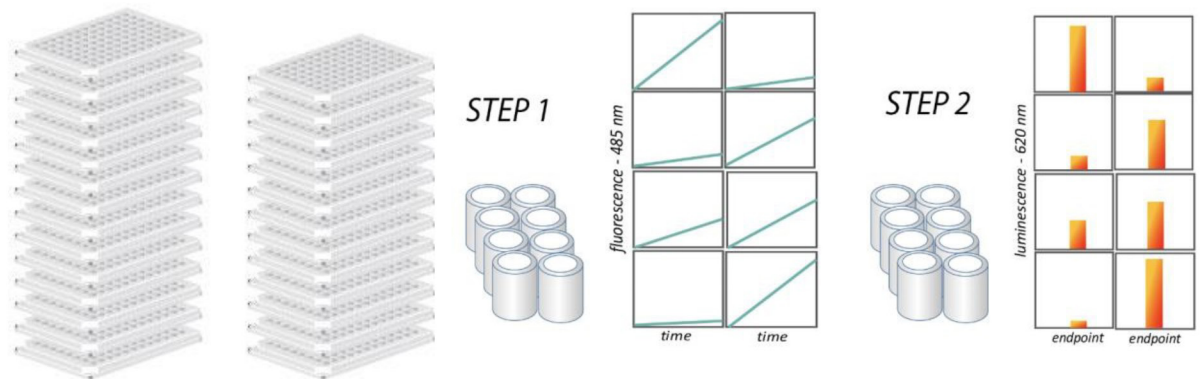 STEP 1
fluorescence - 485 nm
time
time
STEP 2
luminescence - 620 nm
endpoint
endpoint